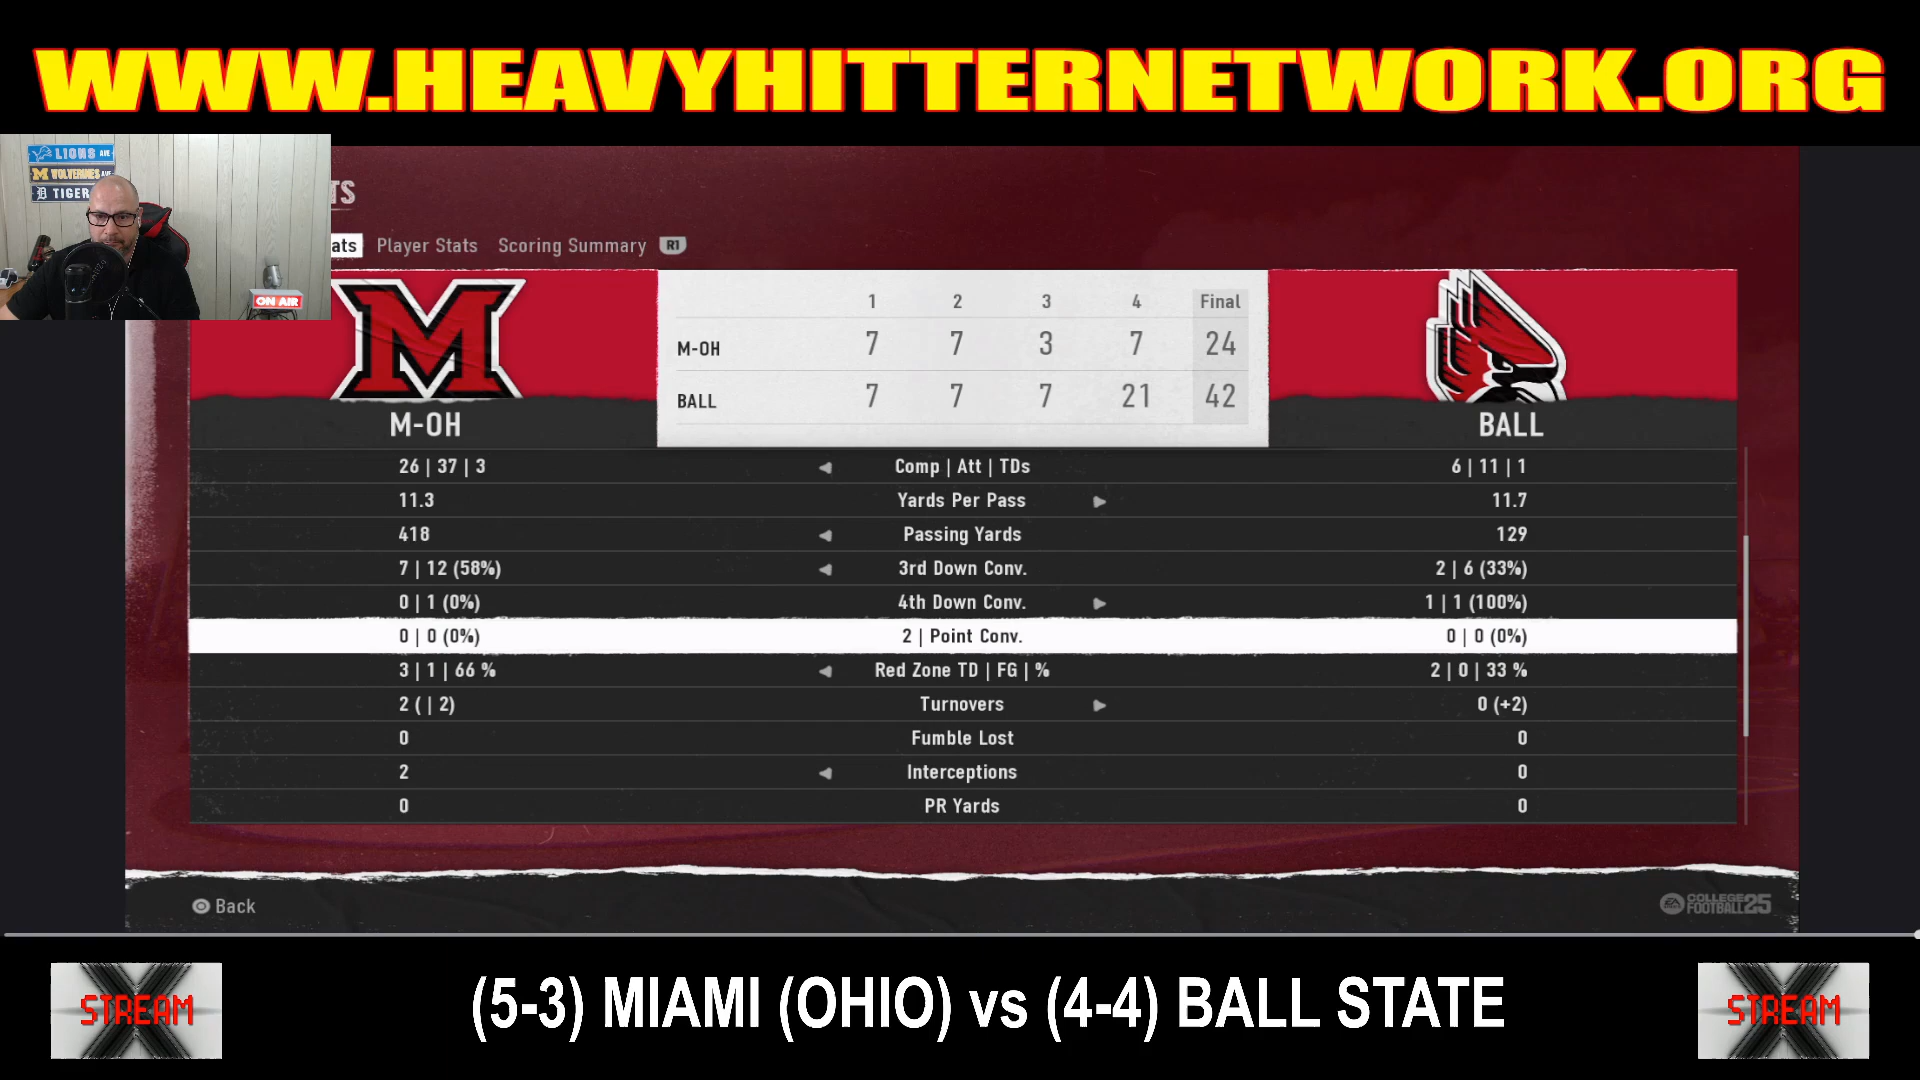 WWW.HEAVYHITTERNETWORK.ORG
LIONS AVE
M WOLVERINES AVE
D TIGER
ON AIR
TS
ats Player Stats Scoring Summary R1
1 2 3 4 Final
M-OH 7 7 3 7 24
BALL 7 7 7 21 42
M
M-OH BALL
26 | 37 | 3 Comp | Att | TDs 6 | 11 | 1
11.3 Yards Per Pass 11.7
418 Passing Yards 129
7 | 12 (58%) 3rd Down Conv. 2 | 6 (33%)
0 | 1 (0%) 4th Down Conv. 1 | 1 (100%)
0 | 0 (0%) 2 | Point Conv. 0 | 0 (0%)
3 | 1 | 66 % Red Zone TD | FG | % 2 | 0 | 33 %
2 ( | 2) Turnovers 0 (+2)
0 Fumble Lost 0
2 Interceptions 0
0 PR Yards 0
Back
EA COLLEGE FOOTBALL 25
X STREAM
(5-3) MIAMI (OHIO) vs (4-4) BALL STATE
X STREAM